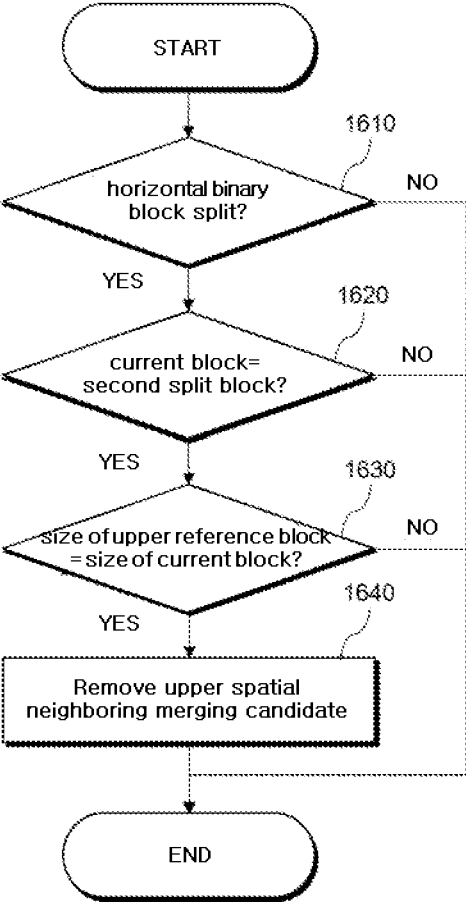 START
1610
horizontal binary
block split?
NO
YES
1620
current block=
second split block?
NO
YES
1630
size of upper reference block
= size of current block?
NO
YES
1640
Remove upper spatial
neighboring merging candidate
END